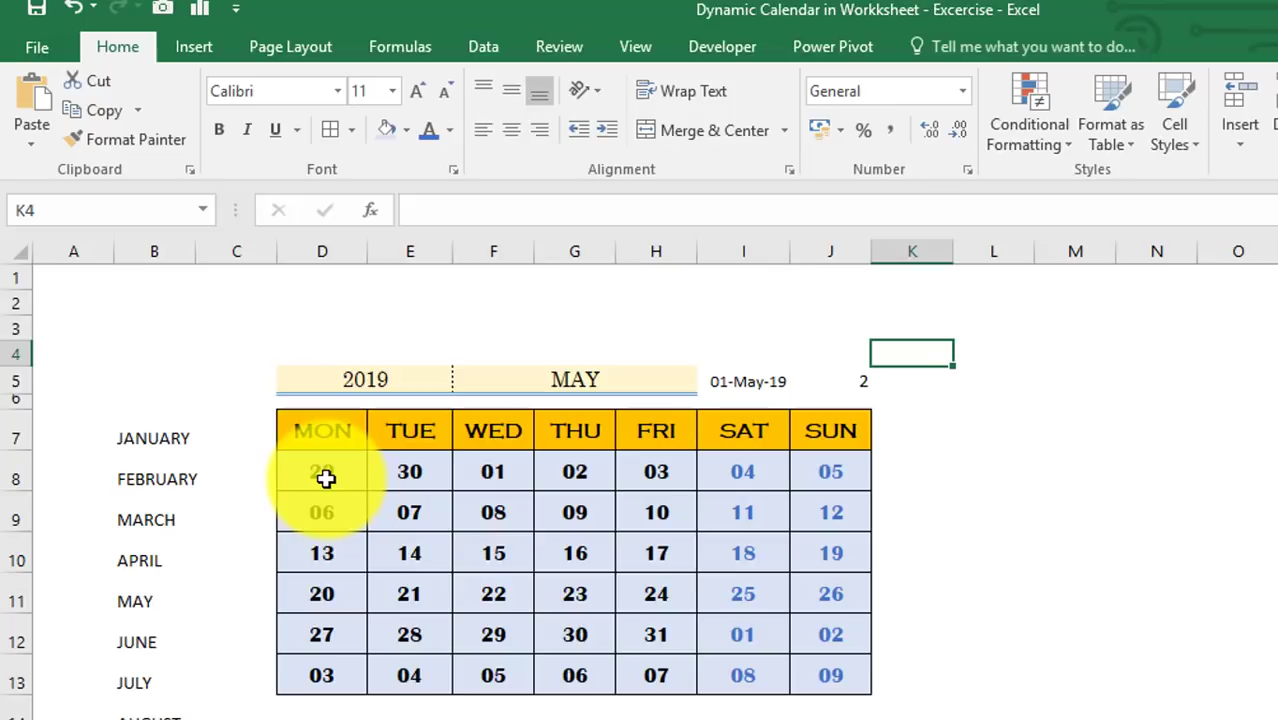 Dynamic Calendar in Workksheet - Excercise - Excel
File Home Insert Page Layout Formulas Data Review View Developer Power Pivot Tell me what you want to do...
Paste
Cut
Copy
Format Painter
Clipboard
Calibri 11
B I U
Font
Wrap Text
Merge & Center
Alignment
General
%
Number
Conditional Formatting
Format as Table
Cell Styles
Styles
Insert
K4
fx
A B C D E F G H I J K L M N O
1
2
3
4
5 2019 MAY 01-May-19 2
6
7 JANUARY MON TUE WED THU FRI SAT SUN
8 FEBRUARY 30 01 02 03 04 05
9 MARCH 06 07 08 09 10 11 12
10 APRIL 13 14 15 16 17 18 19
11 MAY 20 21 22 23 24 25 26
12 JUNE 27 28 29 30 31 01 02
13 JULY 03 04 05 06 07 08 09